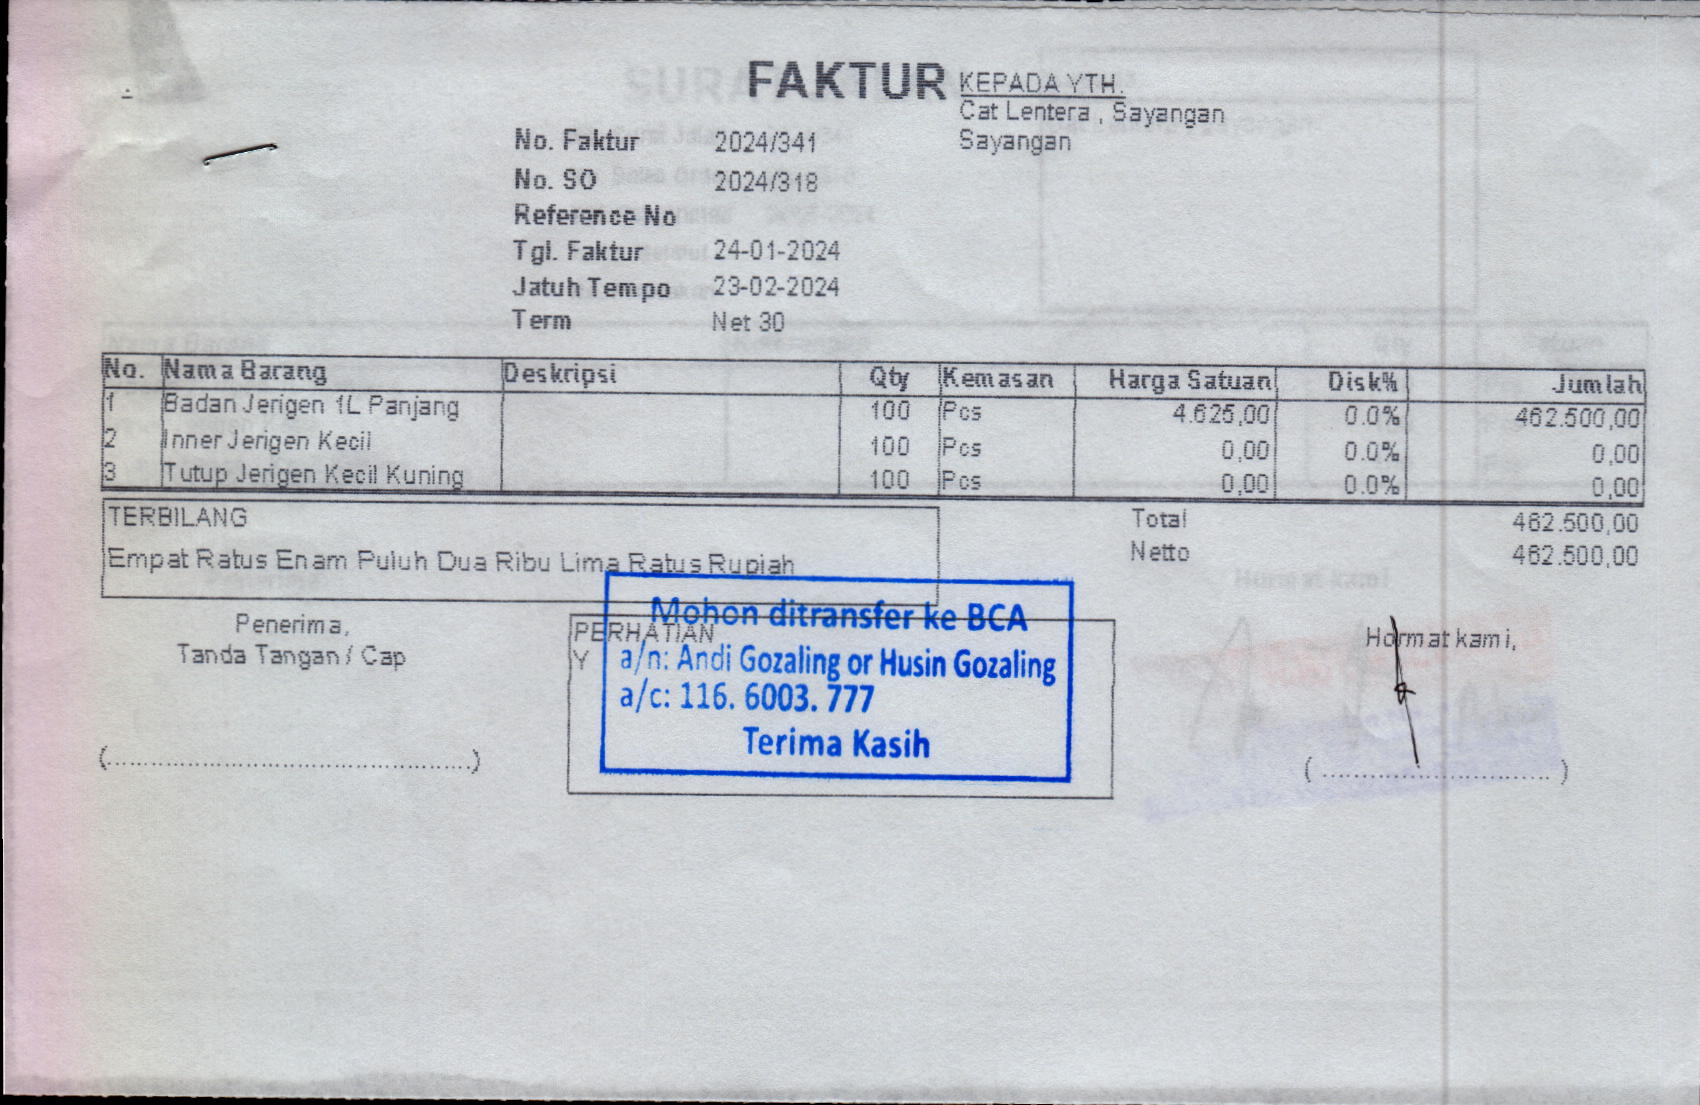 FAKTUR
KEPADA YTH.
Cat Lentera , Sayangan
Sayangan
No. Faktur 2024/341
No. SO 2024/318
Reference No
Tgl. Faktur 24-01-2024
Jatuh Tempo 23-02-2024
Term Net 30
No. Nama Barang Deskripsi Qty Kemasan Harga Satuan Disk% Jumlah
1 Badan Jerigen 1L Panjang 100 Pcs 4.625,00 0.0% 462.500,00
2 Inner Jerigen Kecil 100 Pcs 0,00 0.0% 0,00
3 Tutup Jerigen Kecil Kuning 100 Pcs 0,00 0.0% 0,00
TERBILANG
Empat Ratus Enam Puluh Dua Ribu Lima Ratus Rupiah
Total 462.500,00
Netto 462.500,00
Penerima,
Tanda Tangan / Cap
(............................................)
PERHATIAN
Y
Mohon ditransfer ke BCA
a/n: Andi Gozaling or Husin Gozaling
a/c: 116. 6003. 777
Terima Kasih
Hormat kami,
( ............................ )